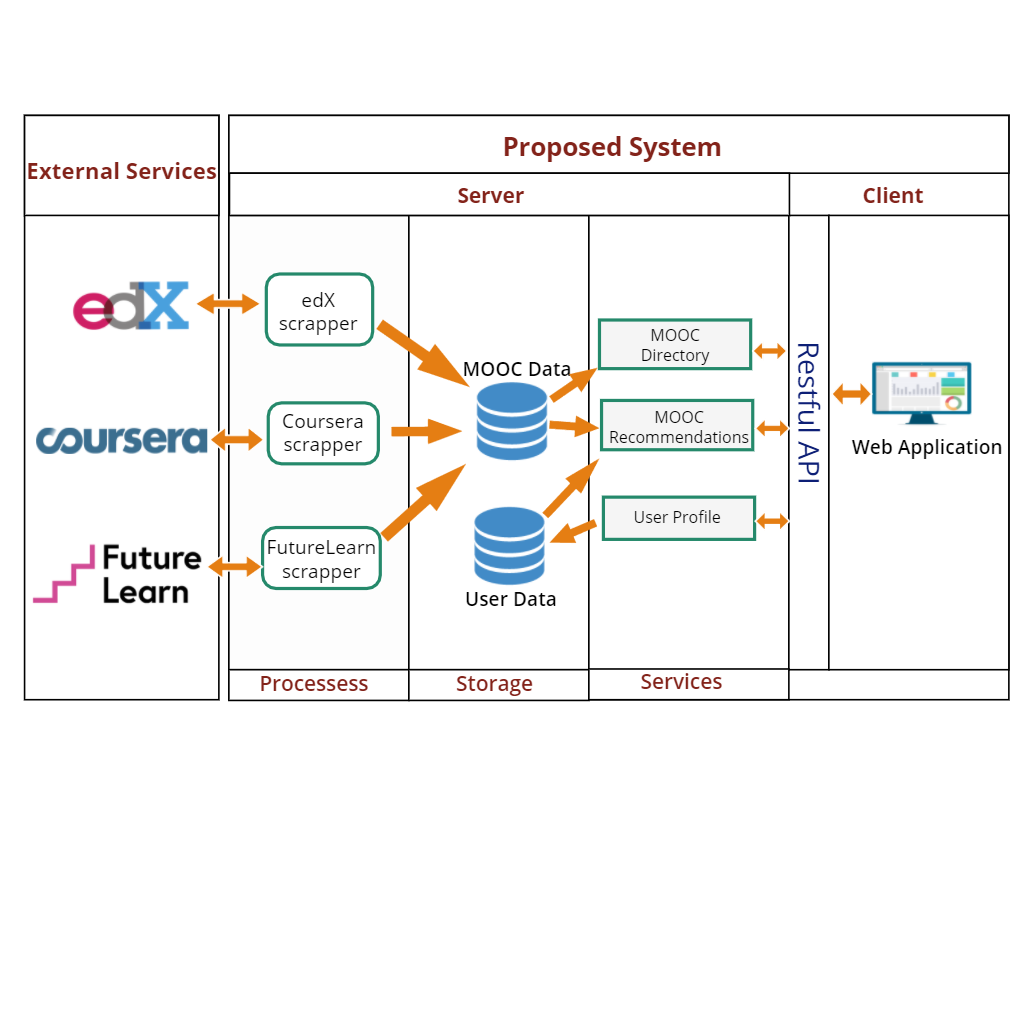 External Services
Proposed System
Server
Client
edX
coursera
Future
Learn
edX
scrapper
Coursera
scrapper
FutureLearn
scrapper
MOOC Data
User Data
MOOC
Directory
MOOC
Recommendations
User Profile
Restful API
Web Application
Processess
Storage
Services